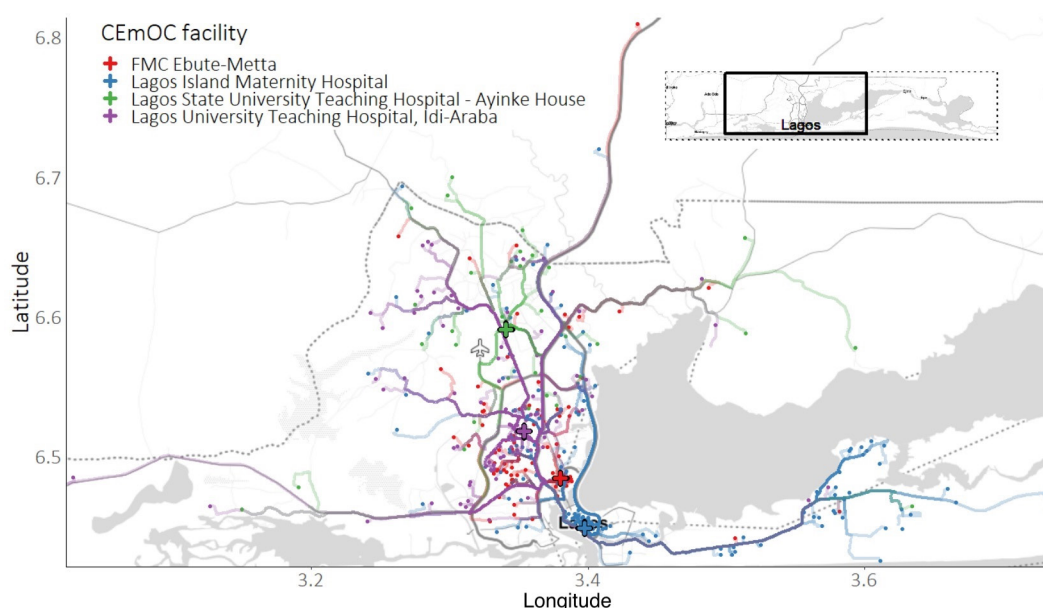 CEmOC facility
FMC Ebute-Metta
Lagos Island Maternity Hospital
Lagos State University Teaching Hospital - Ayinke House
Lagos University Teaching Hospital, Idi-Araba
Lagos
6.8
6.7
6.6
6.5
Latitude
Lagos
3.2
3.4
3.6
Longitude